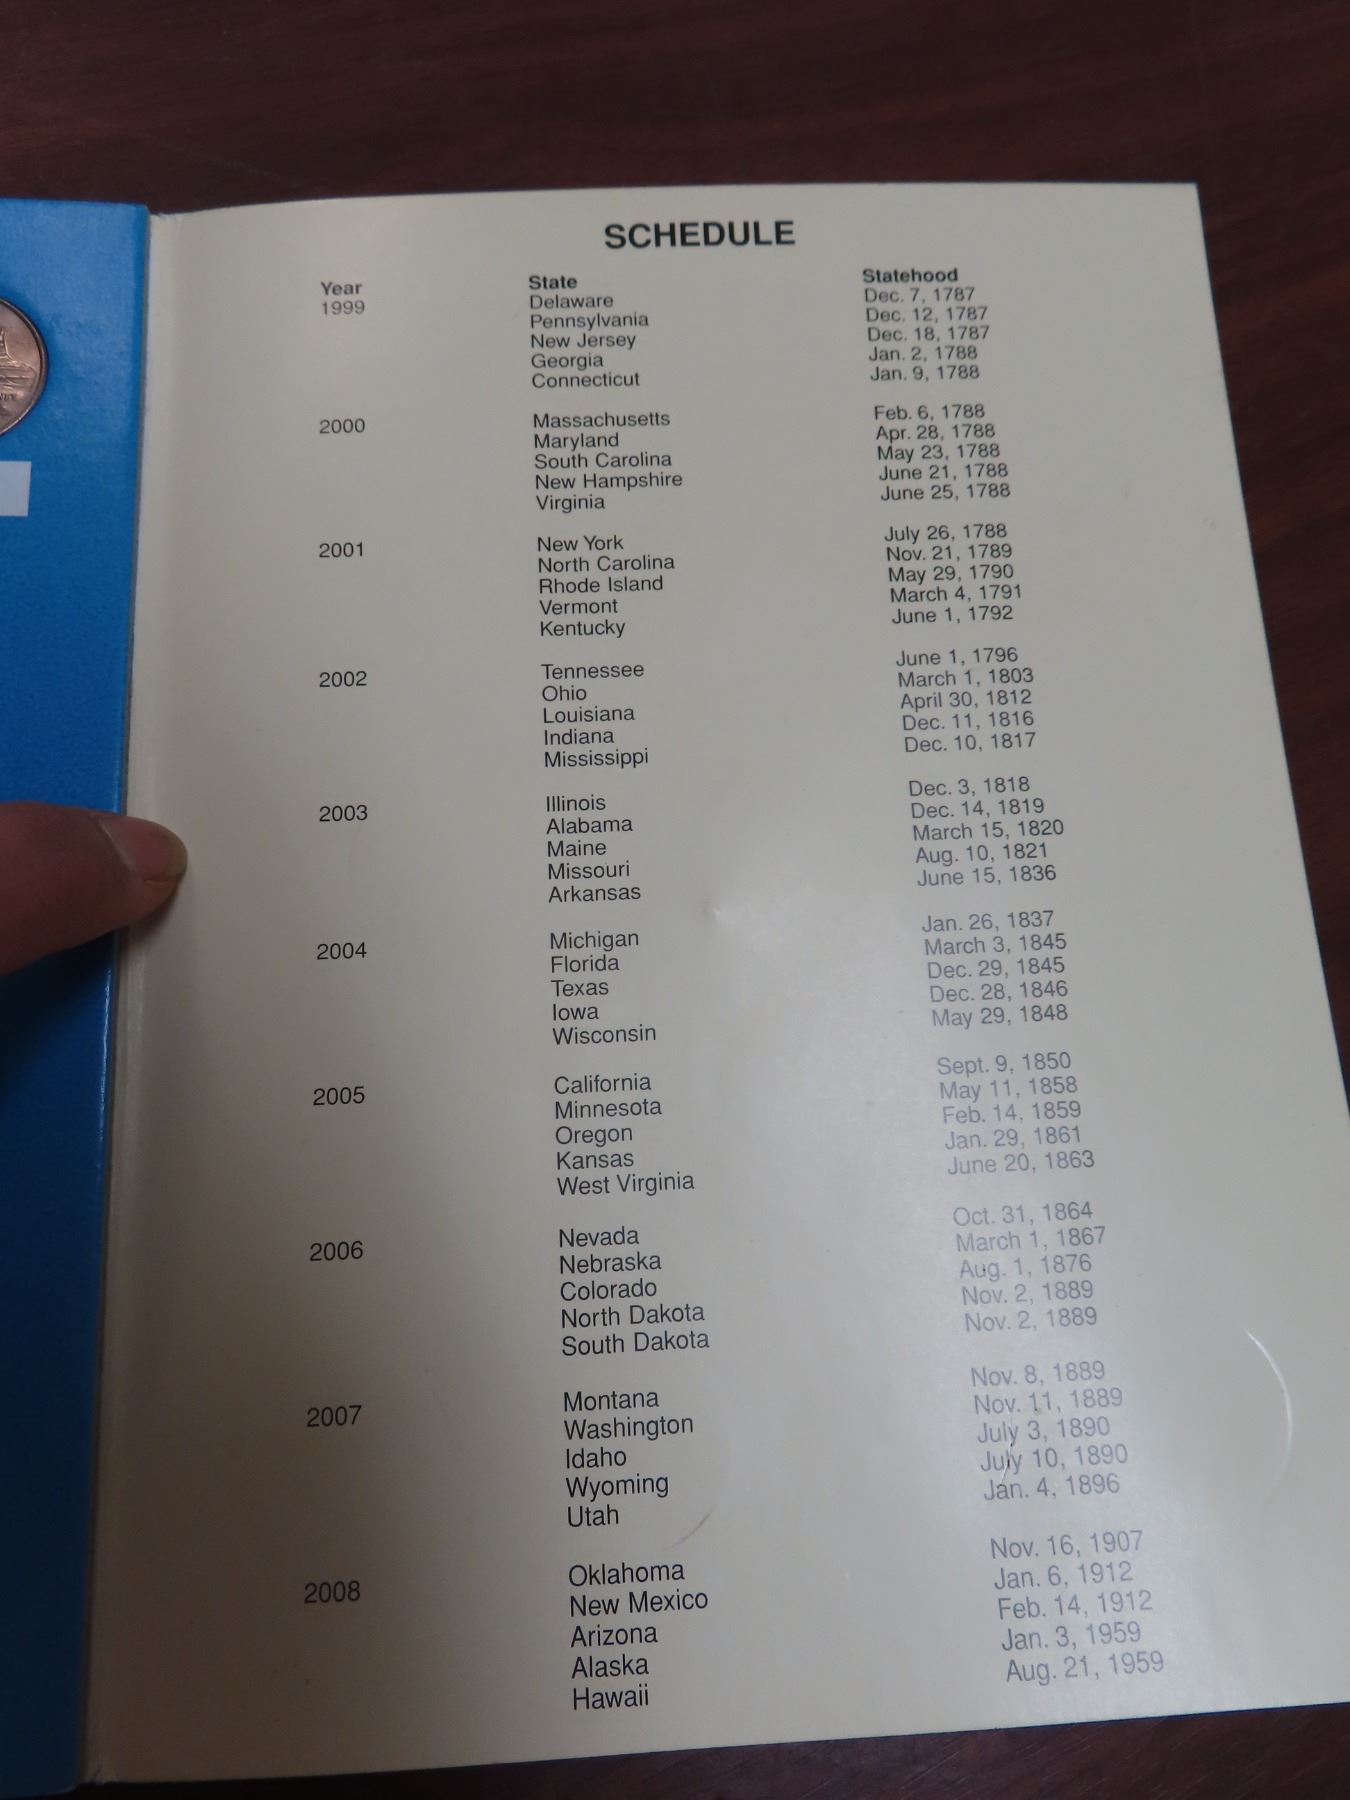 SCHEDULE
Year State Statehood
1999 Delaware Dec. 7, 1787
Pennsylvania Dec. 12, 1787
New Jersey Dec. 18, 1787
Georgia Jan. 2, 1788
Connecticut Jan. 9, 1788
2000 Massachusetts Feb. 6, 1788
Maryland Apr. 28, 1788
South Carolina May 23, 1788
New Hampshire June 21, 1788
Virginia June 25, 1788
2001 New York July 26, 1788
North Carolina Nov. 21, 1789
Rhode Island May 29, 1790
Vermont March 4, 1791
Kentucky June 1, 1792
2002 Tennessee June 1, 1796
Ohio March 1, 1803
Louisiana April 30, 1812
Indiana Dec. 11, 1816
Mississippi Dec. 10, 1817
2003 Illinois Dec. 3, 1818
Alabama Dec. 14, 1819
Maine March 15, 1820
Missouri Aug. 10, 1821
Arkansas June 15, 1836
2004 Michigan Jan. 26, 1837
Florida March 3, 1845
Texas Dec. 29, 1845
Iowa Dec. 28, 1846
Wisconsin May 29, 1848
2005 California Sept. 9, 1850
Minnesota May 11, 1858
Oregon Feb. 14, 1859
Kansas Jan. 29, 1861
West Virginia June 20, 1863
2006 Nevada Oct. 31, 1864
Nebraska March 1, 1867
Colorado Aug. 1, 1876
North Dakota Nov. 2, 1889
South Dakota Nov. 2, 1889
2007 Montana Nov. 8, 1889
Washington Nov. 11, 1889
Idaho July 3, 1890
Wyoming July 10, 1890
Utah Jan. 4, 1896
2008 Oklahoma Nov. 16, 1907
New Mexico Jan. 6, 1912
Arizona Feb. 14, 1912
Alaska Jan. 3, 1959
Hawaii Aug. 21, 1959